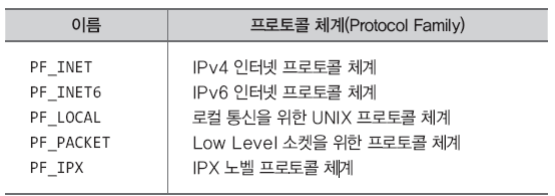 이름 프로토콜 체계(Protocol Family)
PF_INET IPv4 인터넷 프로토콜 체계
PF_INET6 IPv6 인터넷 프로토콜 체계
PF_LOCAL 로컬 통신을 위한 UNIX 프로토콜 체계
PF_PACKET Low Level 소켓을 위한 프로토콜 체계
PF_IPX IPX 노벨 프로토콜 체계